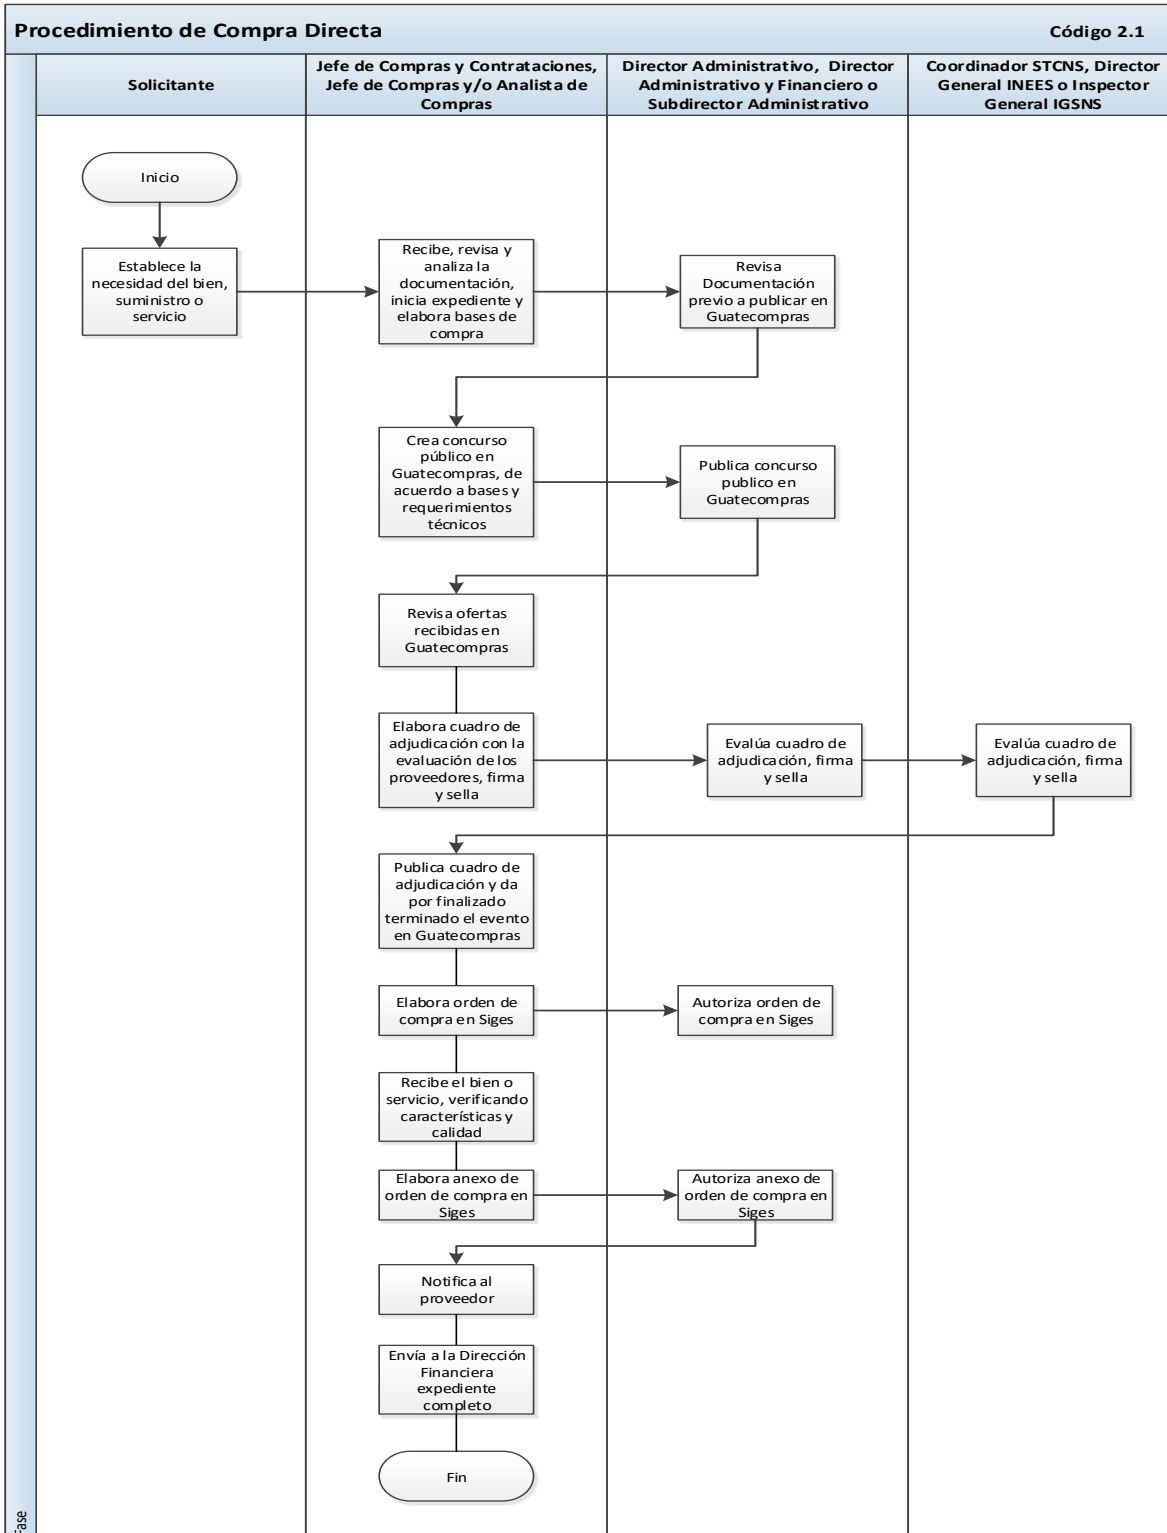 Procedimiento de Compra Directa
Código 2.1
Solicitante
Jefe de Compras y Contrataciones,
Jefe de Compras y/o Analista de
Compras
Director Administrativo, Director
Administrativo y Financiero o
Subdirector Administrativo
Coordinador STCNS, Director
General INEES o Inspector
General IGSNS
Inicio
Establece la
necesidad del bien,
suministro o
servicio
Recibe, revisa y
analiza la
documentación,
inicia expediente y
elabora bases de
compra
Revisa
Documentación
previo a publicar en
Guatecompras
Crea concurso
público en
Guatecompras, de
acuerdo a bases y
requerimientos
técnicos
Publica concurso
publico en
Guatecompras
Revisa ofertas
recibidas en
Guatecompras
Elabora cuadro de
adjudicación con la
evaluación de los
proveedores, firma
y sella
Evalúa cuadro de
adjudicación, firma
y sella
Evalúa cuadro de
adjudicación, firma
y sella
Publica cuadro de
adjudicación y da
por finalizado
terminado el evento
en Guatecompras
Elabora orden de
compra en Siges
Autoriza orden de
compra en Siges
Recibe el bien o
servicio, verificando
características y
calidad
Elabora anexo de
orden de compra en
Siges
Autoriza anexo de
orden de compra en
Siges
Notifica al
proveedor
Envía a la Dirección
Financiera
expediente
completo
Fin
Fase